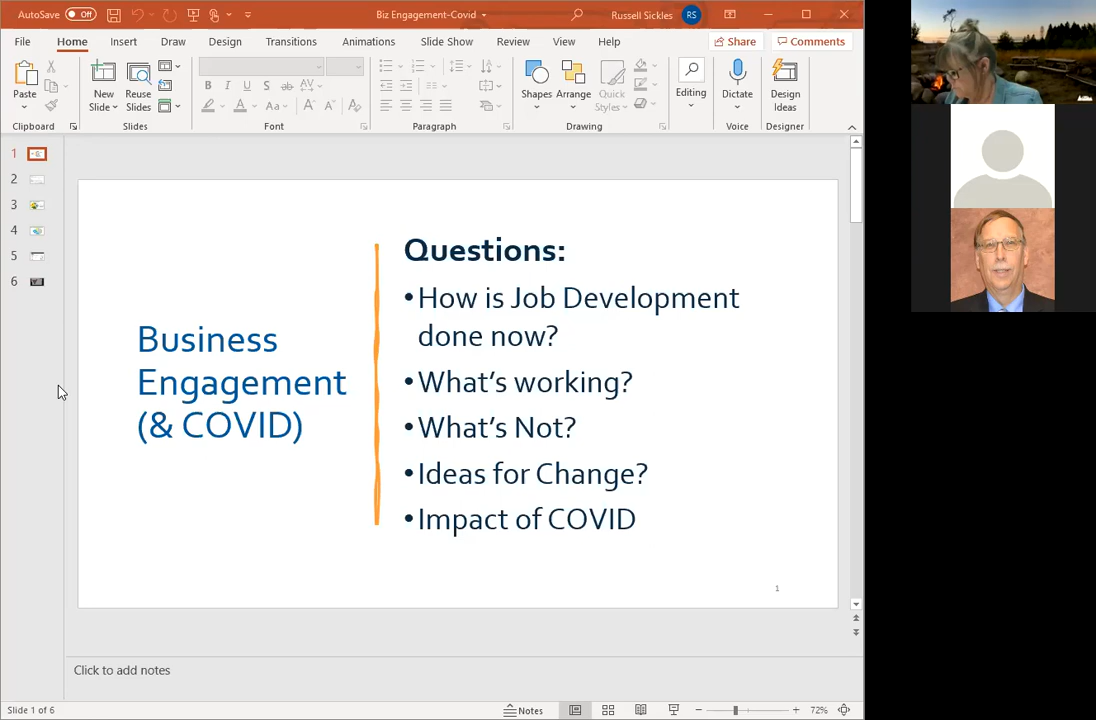 AutoSave Off Biz Engagement-Covid Russell Sickles RS
File Home Insert Draw Design Transitions Animations Slide Show Review View Help Share Comments
Paste New Slide Reuse Slides Shapes Arrange Quick Styles Editing Dictate Design Ideas
Clipboard Slides Font Paragraph Drawing Voice Designer
1
2
3
4
5
6
Business
Engagement
(& COVID)
Questions:
•How is Job Development
done now?
•What's working?
•What's Not?
•Ideas for Change?
•Impact of COVID
1
Click to add notes
Slide 1 of 6 Notes 72%